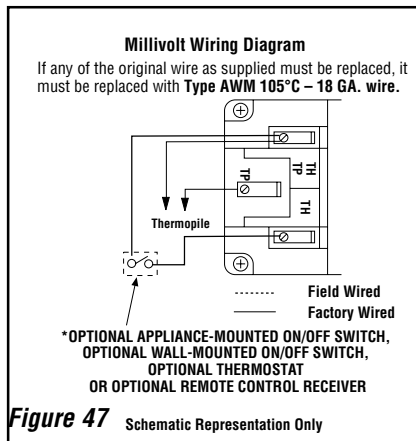 Millivolt Wiring Diagram
If any of the original wire as supplied must be replaced, it
must be replaced with Type AWM 105°C – 18 GA. wire.
TH
TP
TP
TH
Thermopile
Field Wired
Factory Wired
*OPTIONAL APPLIANCE-MOUNTED ON/OFF SWITCH,
OPTIONAL WALL-MOUNTED ON/OFF SWITCH,
OPTIONAL THERMOSTAT
OR OPTIONAL REMOTE CONTROL RECEIVER
Figure 47 Schematic Representation Only